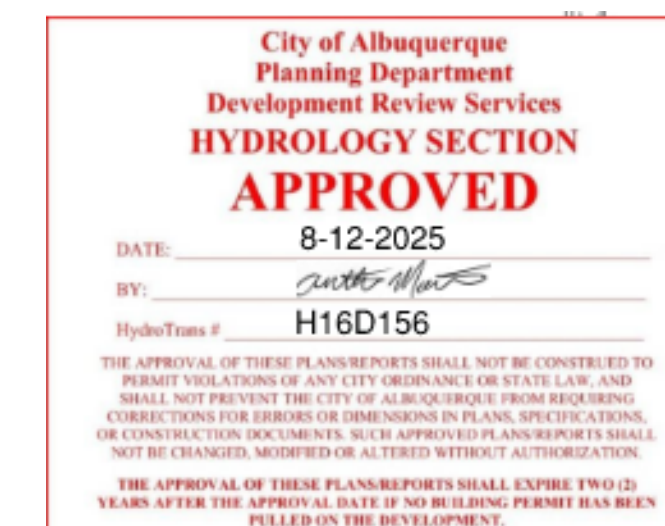 City of Albuquerque
Planning Department
Development Review Services
HYDROLOGY SECTION
APPROVED
DATE: 8-12-2025
BY:
HydroTrans # H16D156
THE APPROVAL OF THESE PLANS/REPORTS SHALL NOT BE CONSTRUED TO
PERMIT VIOLATIONS OF ANY CITY ORDINANCE OR STATE LAW, AND
SHALL NOT PREVENT THE CITY OF ALBUQUERQUE FROM REQUIRING
CORRECTIONS FOR ERRORS OR DIMENSIONS IN PLANS, SPECIFICATIONS,
OR CONSTRUCTION DOCUMENTS. SUCH APPROVED PLANS/REPORTS SHALL
NOT BE CHANGED, MODIFIED OR ALTERED WITHOUT AUTHORIZATION.
THE APPROVAL OF THESE PLANS/REPORTS SHALL EXPIRE TWO (2)
YEARS AFTER THE APPROVAL DATE IF NO BUILDING PERMIT HAS BEEN
PULLED ON THE DEVELOPMENT.